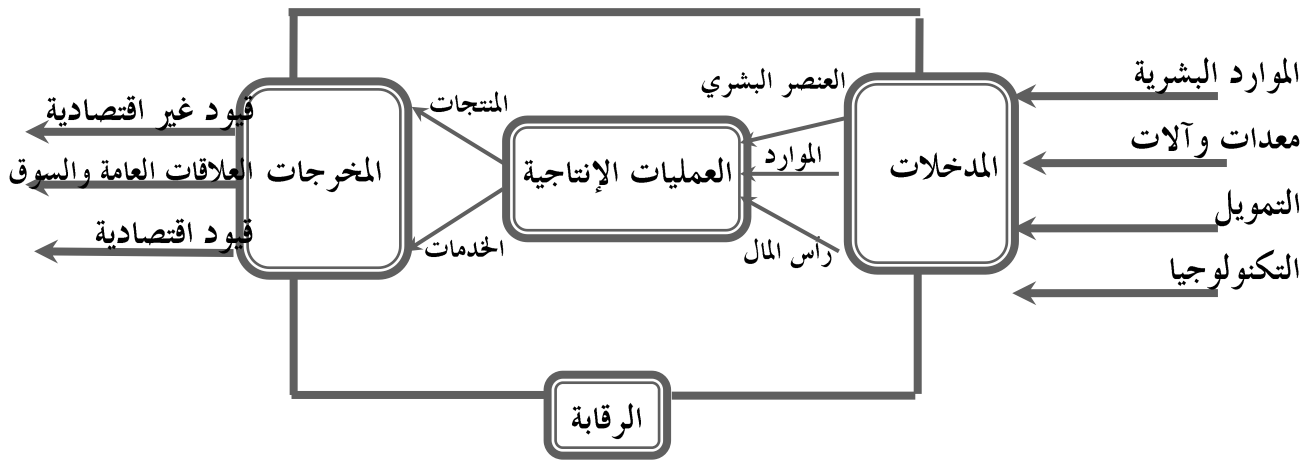 الموارد البشرية
معدات وآلات
التمويل
التكنولوجيا
المدخلات
العنصر البشري
الموارد
رأس المال
العمليات الإنتاجية
المنتجات
الخدمات
المخرجات
قيود غير اقتصادية
العلاقات العامة والسوق
قيود اقتصادية
الرقابة